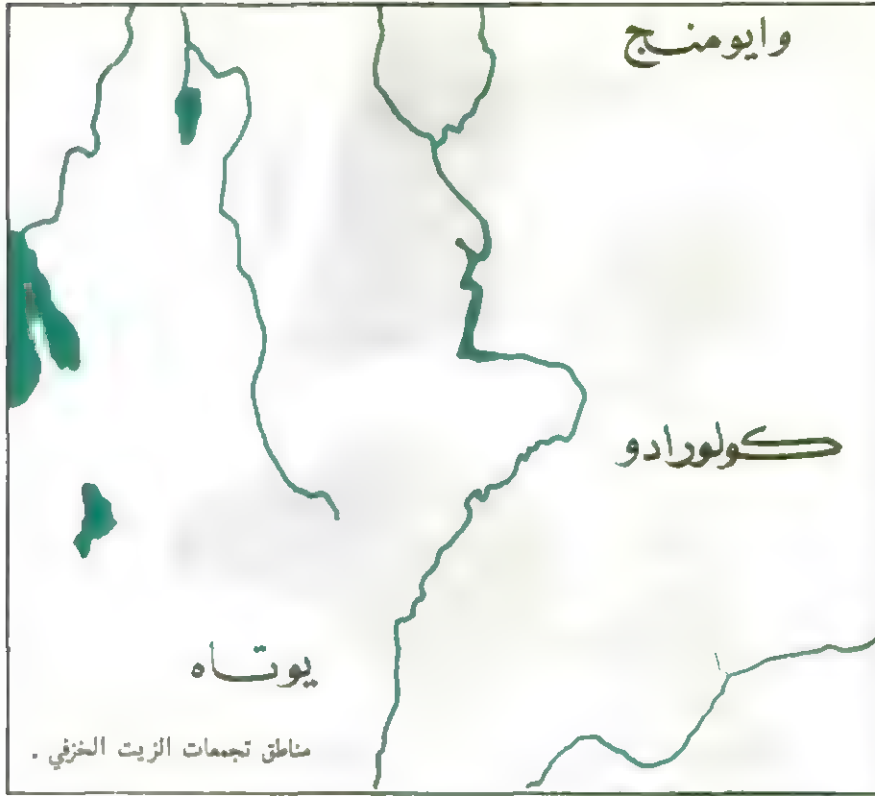 وايومنج
كولورادو
يوتاه
مناطق تجمعات الزيت الخزفي .